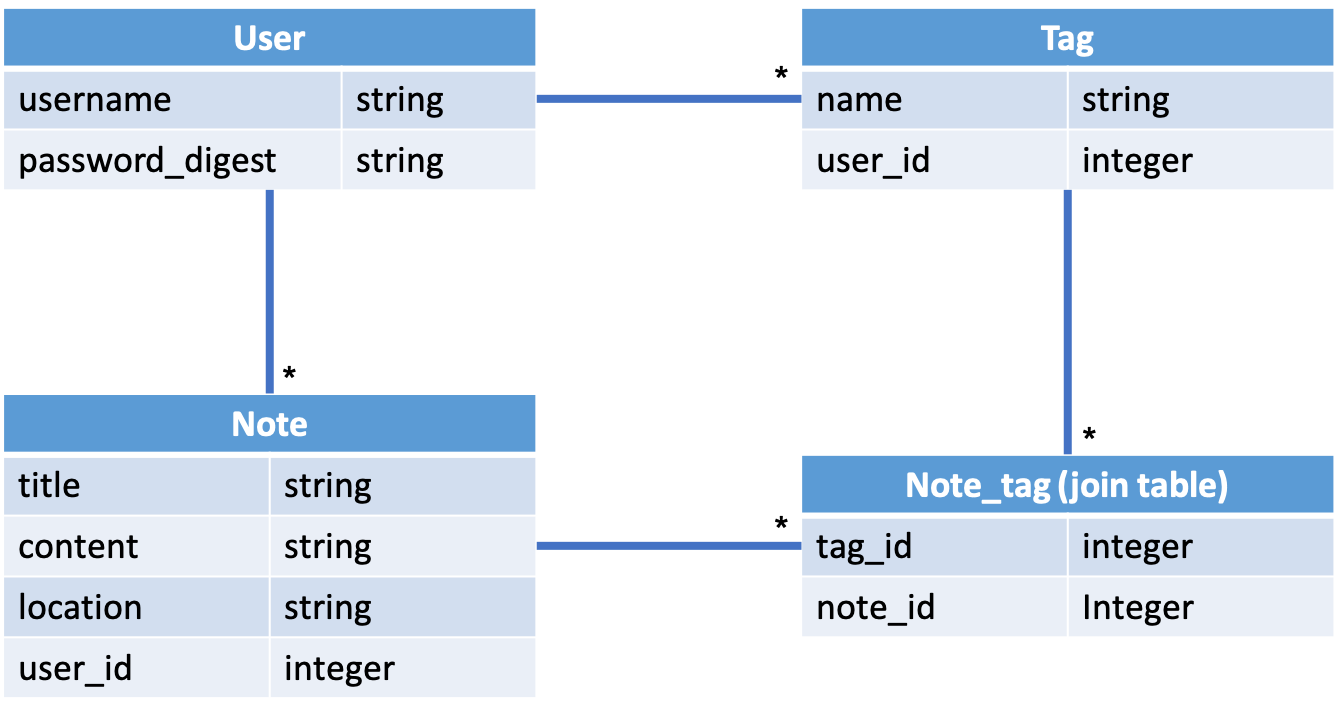 User
username string
password_digest string
*
Tag
name string
user_id integer
*
Note
title string
content string
location string
user_id integer
*
*
Note_tag (join table)
tag_id integer
note_id Integer